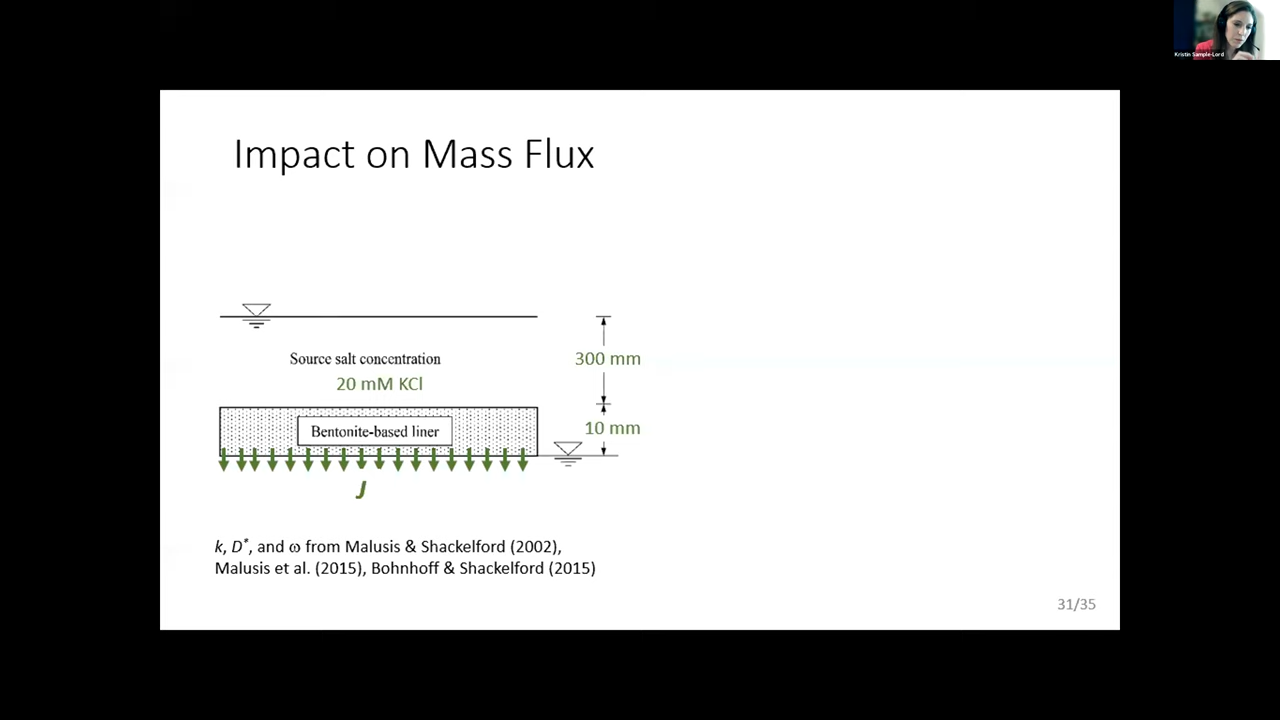 Kristin Sample-Lord
Impact on Mass Flux
Source salt concentration
20 mM KCl
300 mm
Bentonite-based liner
10 mm
J
k, D*, and ω from Malusis & Shackelford (2002),
Malusis et al. (2015), Bohnhoff & Shackelford (2015)
31/35